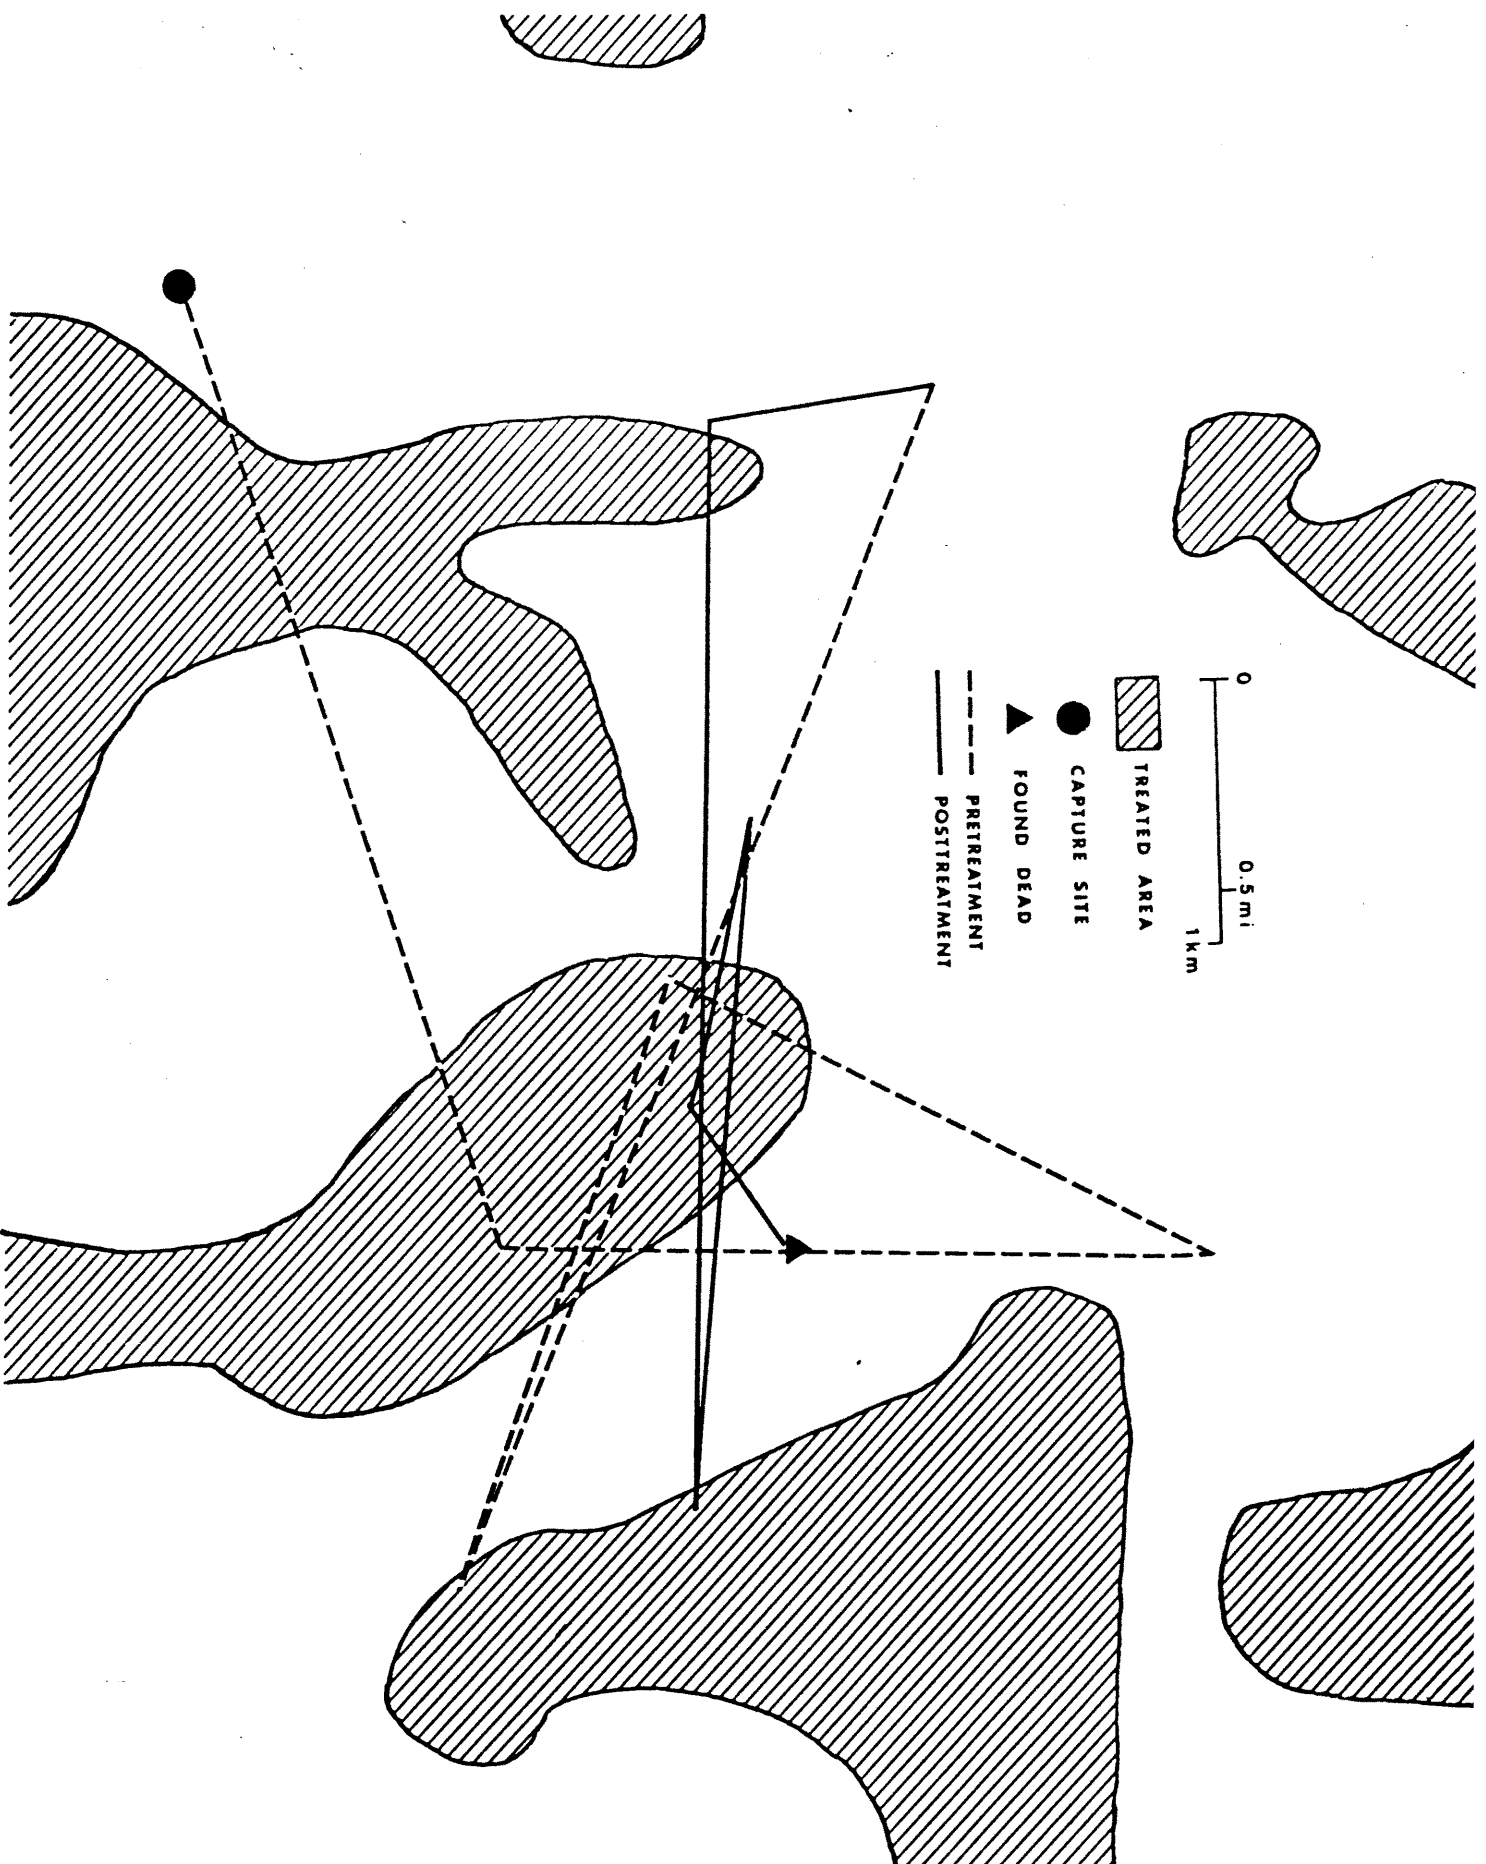 0 0.5 mi
1 km
TREATED AREA
CAPTURE SITE
FOUND DEAD
PRETREATMENT
POSTTREATMENT